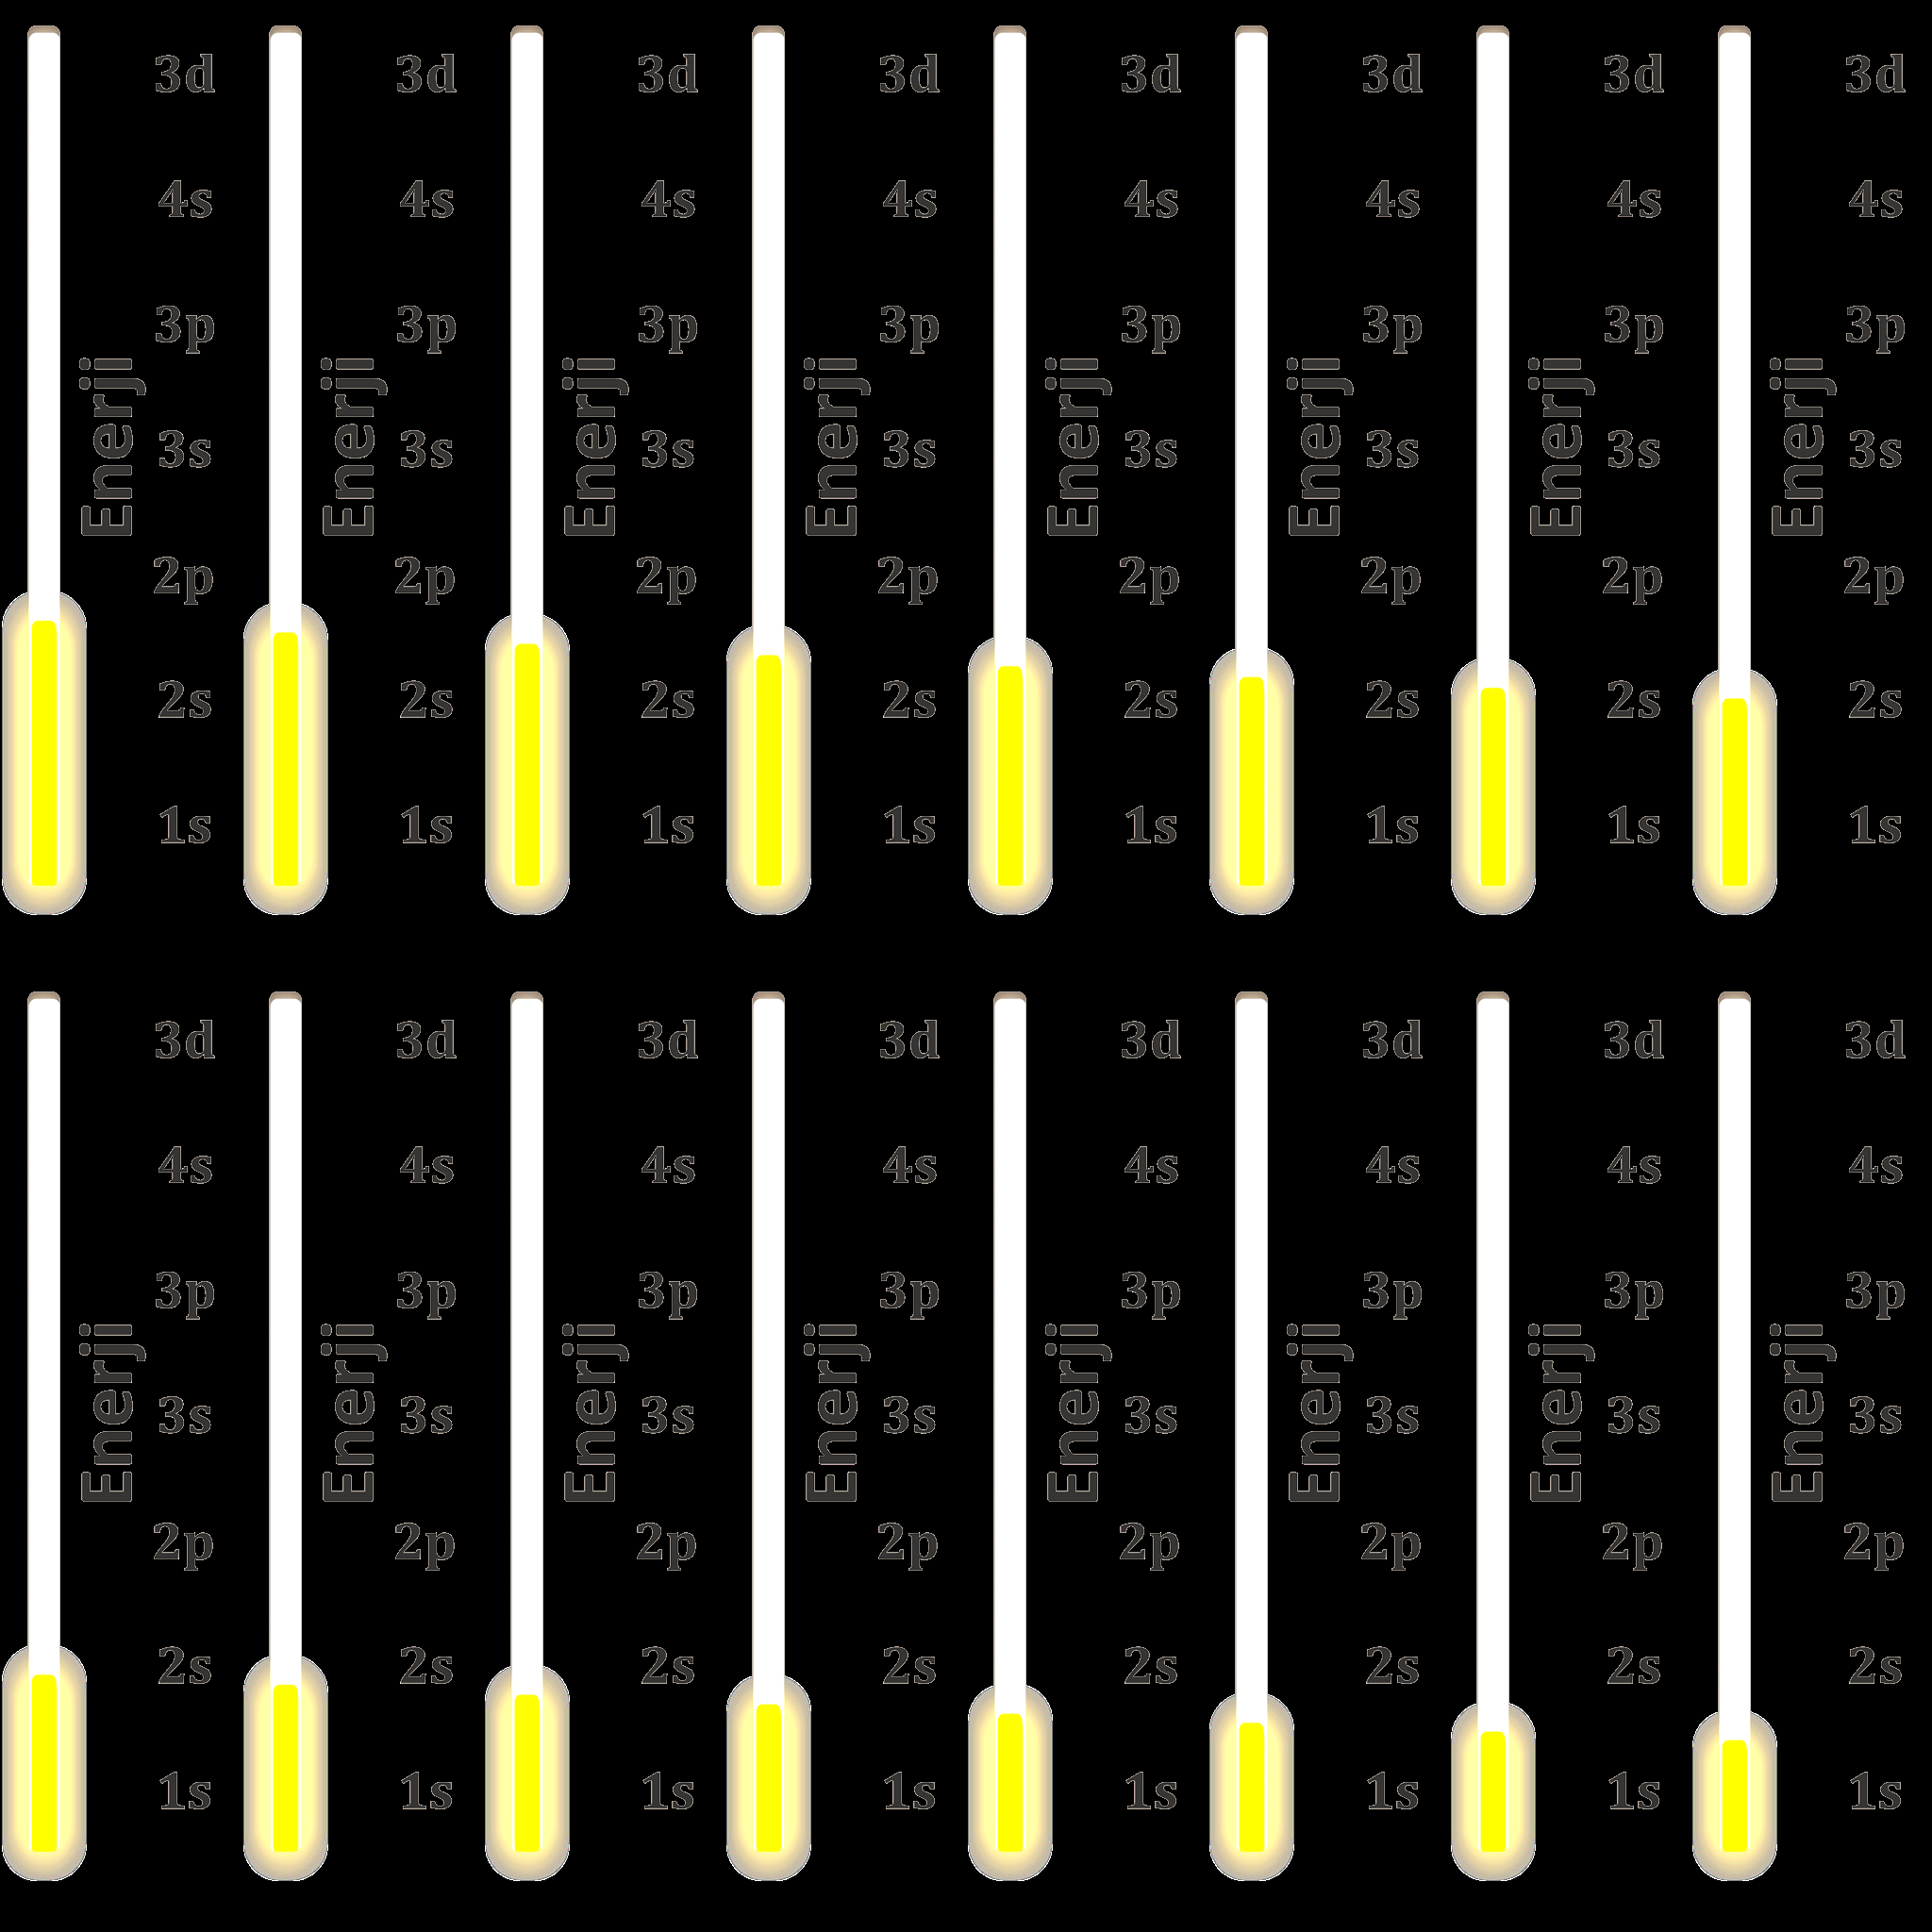 3d 3d 3d 3d 3d 3d 3d 3d
4s 4s 4s 4s 4s 4s 4s 4s
3p 3p 3p 3p 3p 3p 3p 3p
Enerji Enerji Enerji Enerji Enerji Enerji Enerji Enerji
3s 3s 3s 3s 3s 3s 3s 3s
2p 2p 2p 2p 2p 2p 2p 2p
2s 2s 2s 2s 2s 2s 2s 2s
1s 1s 1s 1s 1s 1s 1s 1s
3d 3d 3d 3d 3d 3d 3d 3d
4s 4s 4s 4s 4s 4s 4s 4s
3p 3p 3p 3p 3p 3p 3p 3p
Enerji Enerji Enerji Enerji Enerji Enerji Enerji Enerji
3s 3s 3s 3s 3s 3s 3s 3s
2p 2p 2p 2p 2p 2p 2p 2p
2s 2s 2s 2s 2s 2s 2s 2s
1s 1s 1s 1s 1s 1s 1s 1s